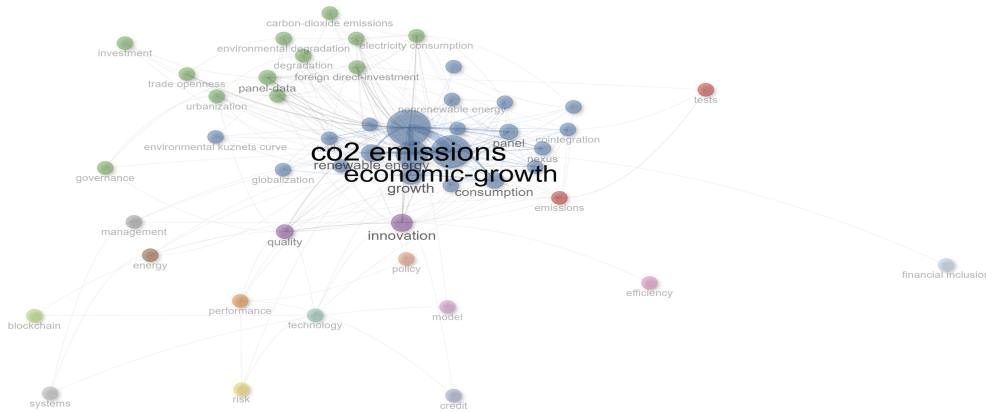 carbon-dioxide emissions
environmental degradation
electricity consumption
investment
degradation
foreign direct-investment
trade openness
panel-data
tests
urbanization
nonrenewable energy
environmental kuznets curve
panel
cointegration
co2 emissions
nexus
renewable energy
economic-growth
governance
globalization
growth
consumption
emissions
management
quality
innovation
energy
policy
financial inclusion
efficiency
performance
model
blockchain
technology
systems
risk
credit